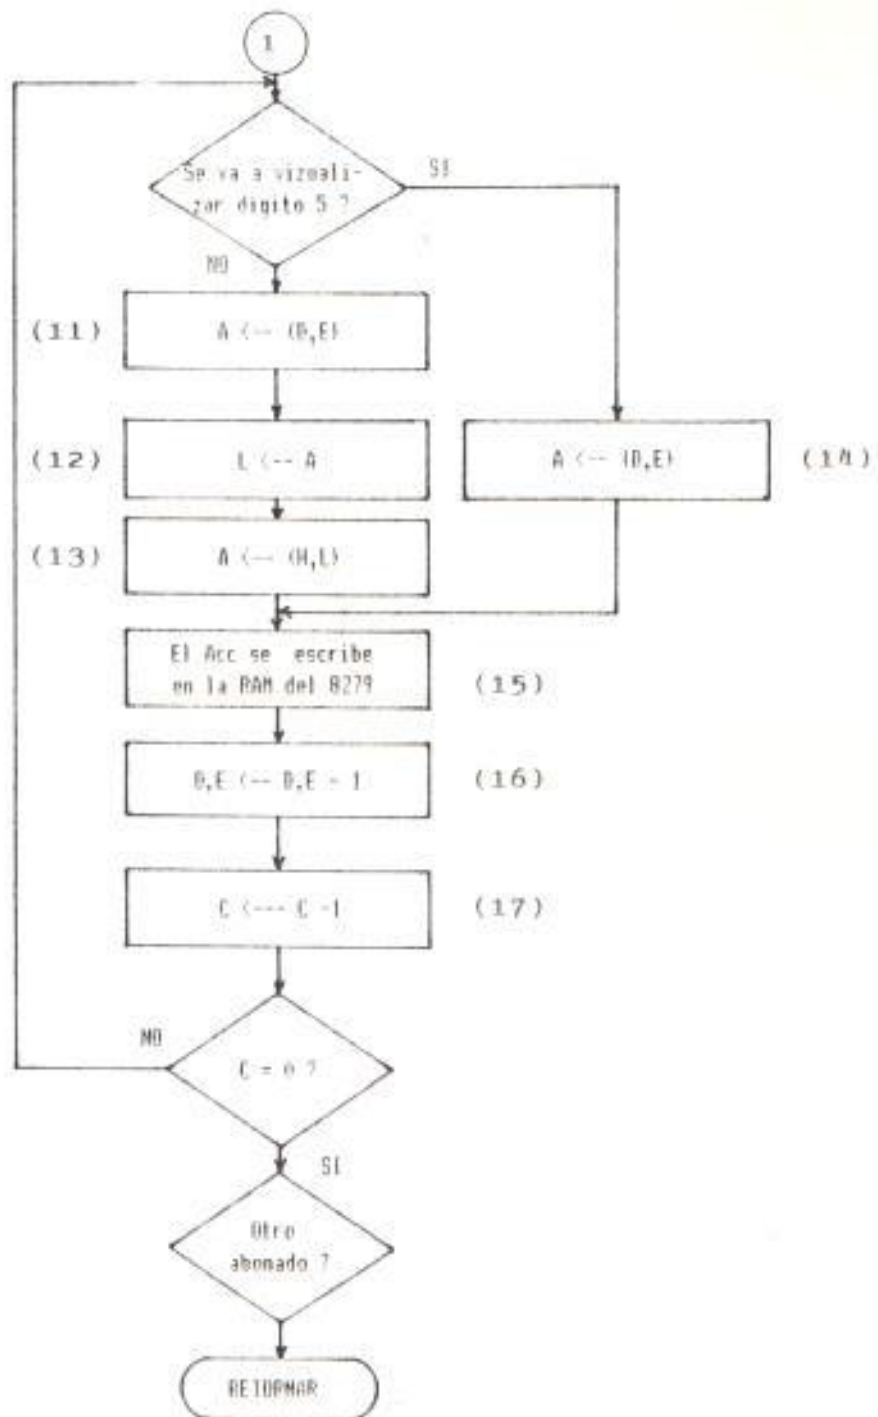 1
Se va a vizuali-
zar digito 5 ?
SI
NO
(11)
A <-- (D,E)
(12)
L <-- A
A <-- (D,E)
(14)
(13)
A <-- (H,L)
El Acc se escribe
en la RAM del 8279
(15)
D,E <-- D,E - 1
(16)
C <--- C -1
(17)
NO
C = 0 ?
SI
Otro
abonado ?
RETORNAR